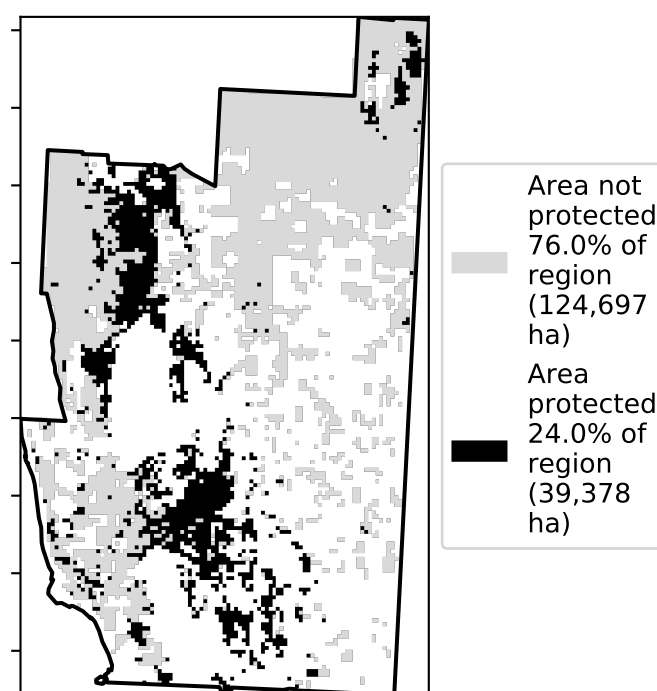 Area not
protected
76.0% of
region
(124,697
ha)
Area
protected
24.0% of
region
(39,378
ha)